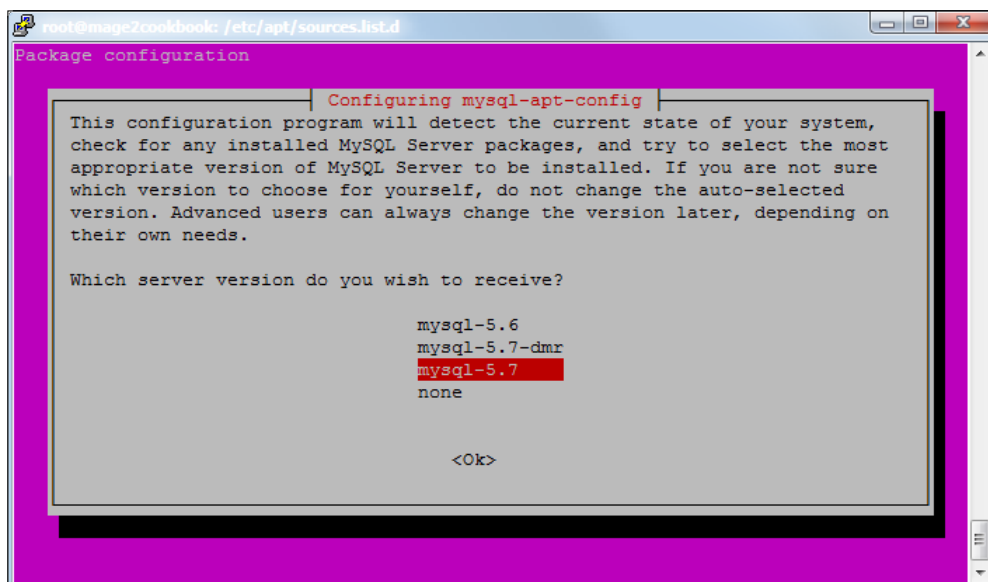 root@mage2cookbook: /etc/apt/sources.list.d
Package configuration
Configuring mysql-apt-config
This configuration program will detect the current state of your system,
check for any installed MySQL Server packages, and try to select the most
appropriate version of MySQL Server to be installed. If you are not sure
which version to choose for yourself, do not change the auto-selected
version. Advanced users can always change the version later, depending on
their own needs.
Which server version do you wish to receive?
mysql-5.6
mysql-5.7-dmr
mysql-5.7
none
<Ok>